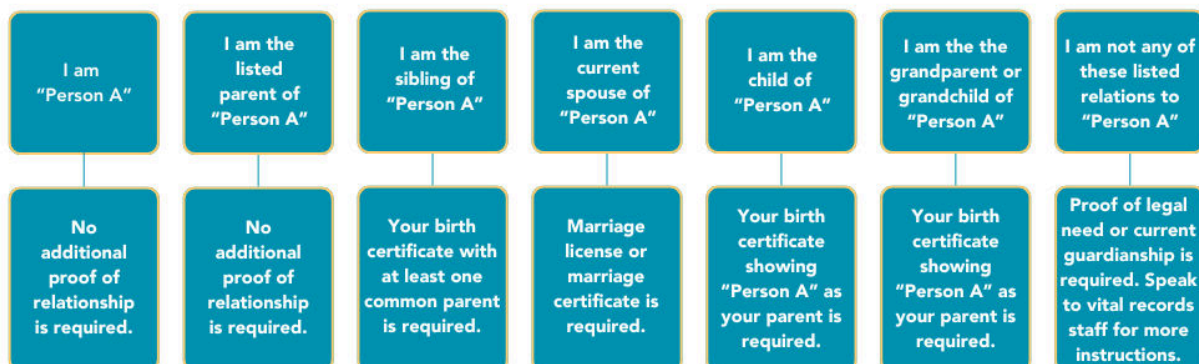 I am
"Person A"
I am the
listed
parent of
"Person A"
I am the
sibling of
"Person A"
I am the
current
spouse of
"Person A"
I am the
child of
"Person A"
I am the the
grandparent or
grandchild of
"Person A"
I am not any of
these listed
relations to
"Person A"
No
additional
proof of
relationship
is required.
No
additional
proof of
relationship
is required.
Your birth
certificate with
at least one
common parent
is required.
Marriage
license or
marriage
certificate is
required.
Your birth
certificate
showing
"Person A" as
your parent is
required.
Your birth
certificate
showing
"Person A" as
your parent is
required.
Proof of legal
need or current
guardianship is
required. Speak
to vital records
staff for more
instructions.